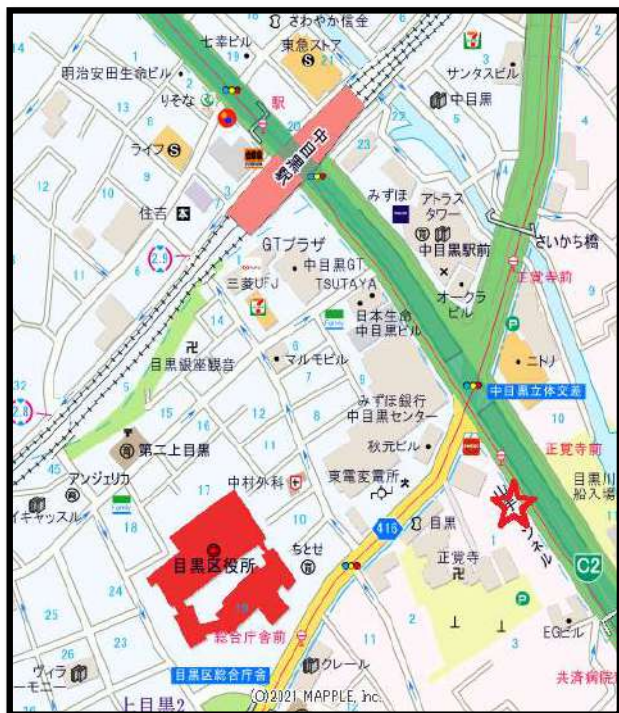 さわやか信金
七幸ビル
東急ストア
明治安田生命ビル
りそな
駅
サンタスビル
中目黒
ライフ
中目黒駅
住吉
みずほ
アトラス
タワー
中目黒駅前
さいかち橋
正覚寺前
GTプラザ
中目黒GT
三菱UFJ
TSUTAYA
オークラ
ビル
日本生命
中目黒ビル
目黒銀座観音
マルモビル
ニトリ
中目黒立体交差
みずほ銀行
中目黒センター
秋元ビル
正覚寺前
第二上目黒
アンジェリカ
イキャッスル
中村外科
東電変電所
目黒川
船入場
山手トンネル
416
目黒
目黒区役所
ちとせ
正覚寺
C2
総合庁舎前
EGビル
目黒区総合庁舎
クレール
ヴィラ
ーモニー
共済病院
上目黒2
(C)2021 MAPPLE, Inc.